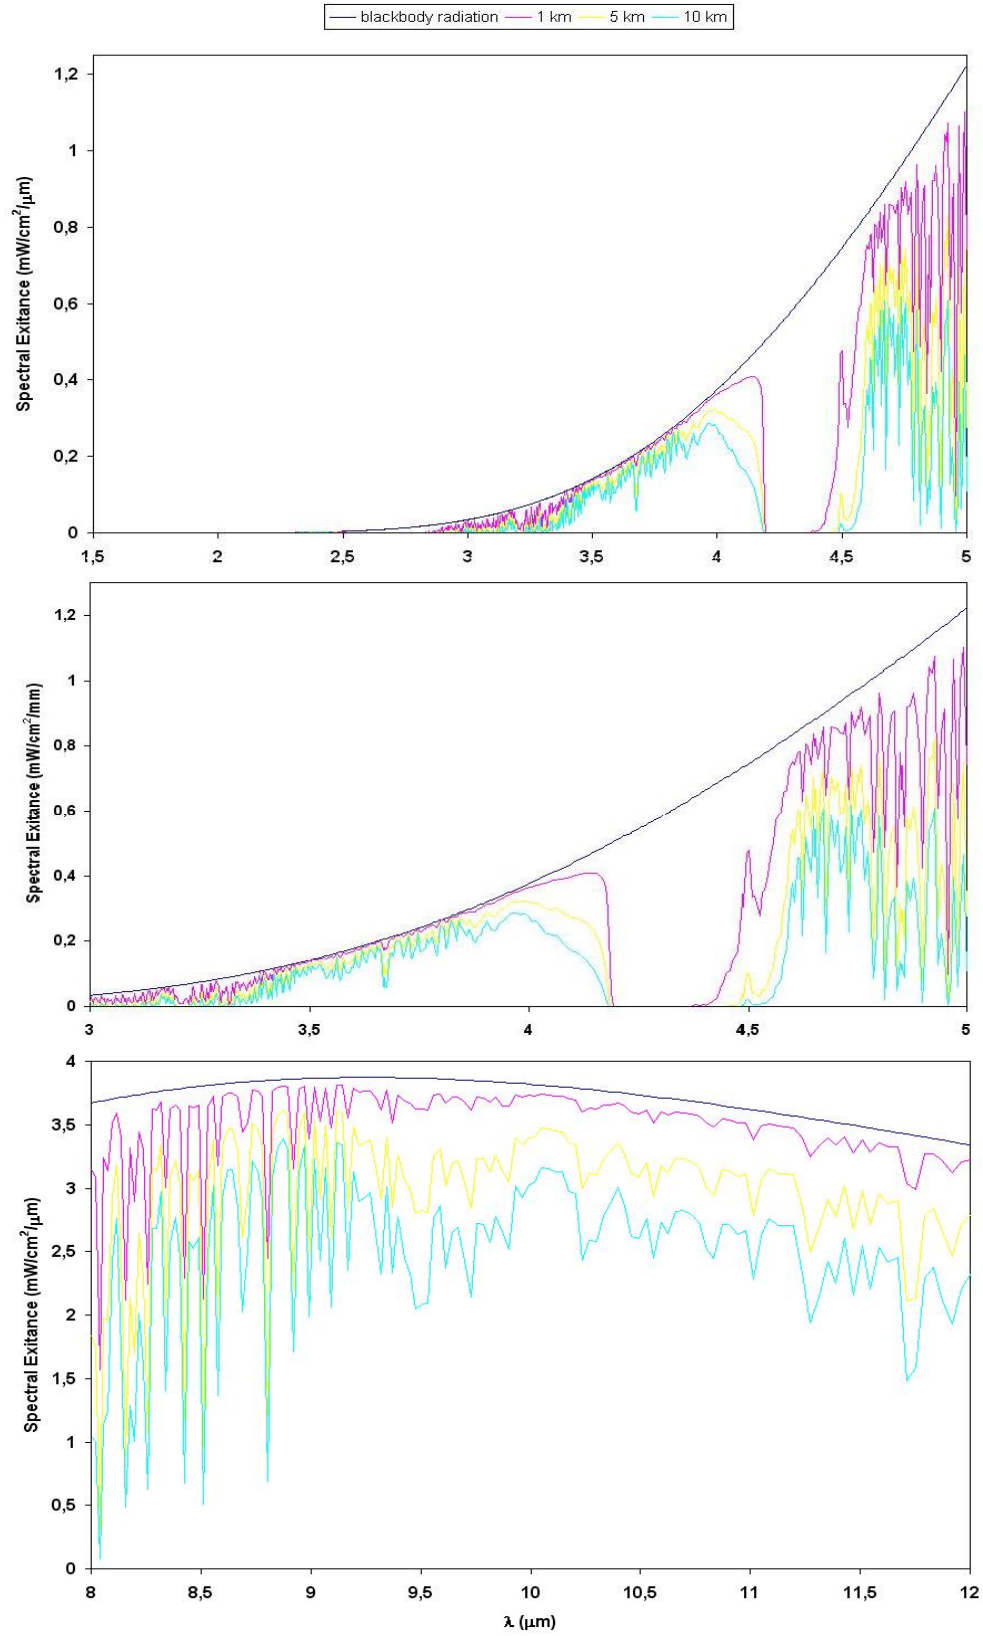 blackbody radiation 1 km 5 km 10 km
Spectral Exitance (mW/cm²/μm)
1,2
1
0,8
0,6
0,4
0,2
0
1,5 2 2,5 3 3,5 4 4,5 5
Spectral Exitance (mW/cm²/mm)
1,2
1
0,8
0,6
0,4
0,2
0
3 3,5 4 4,5 5
Spectral Exitance (mW/cm²/μm)
4
3,5
3
2,5
2
1,5
1
0,5
0
8 8,5 9 9,5 10 10,5 11 11,5 12
λ (μm)